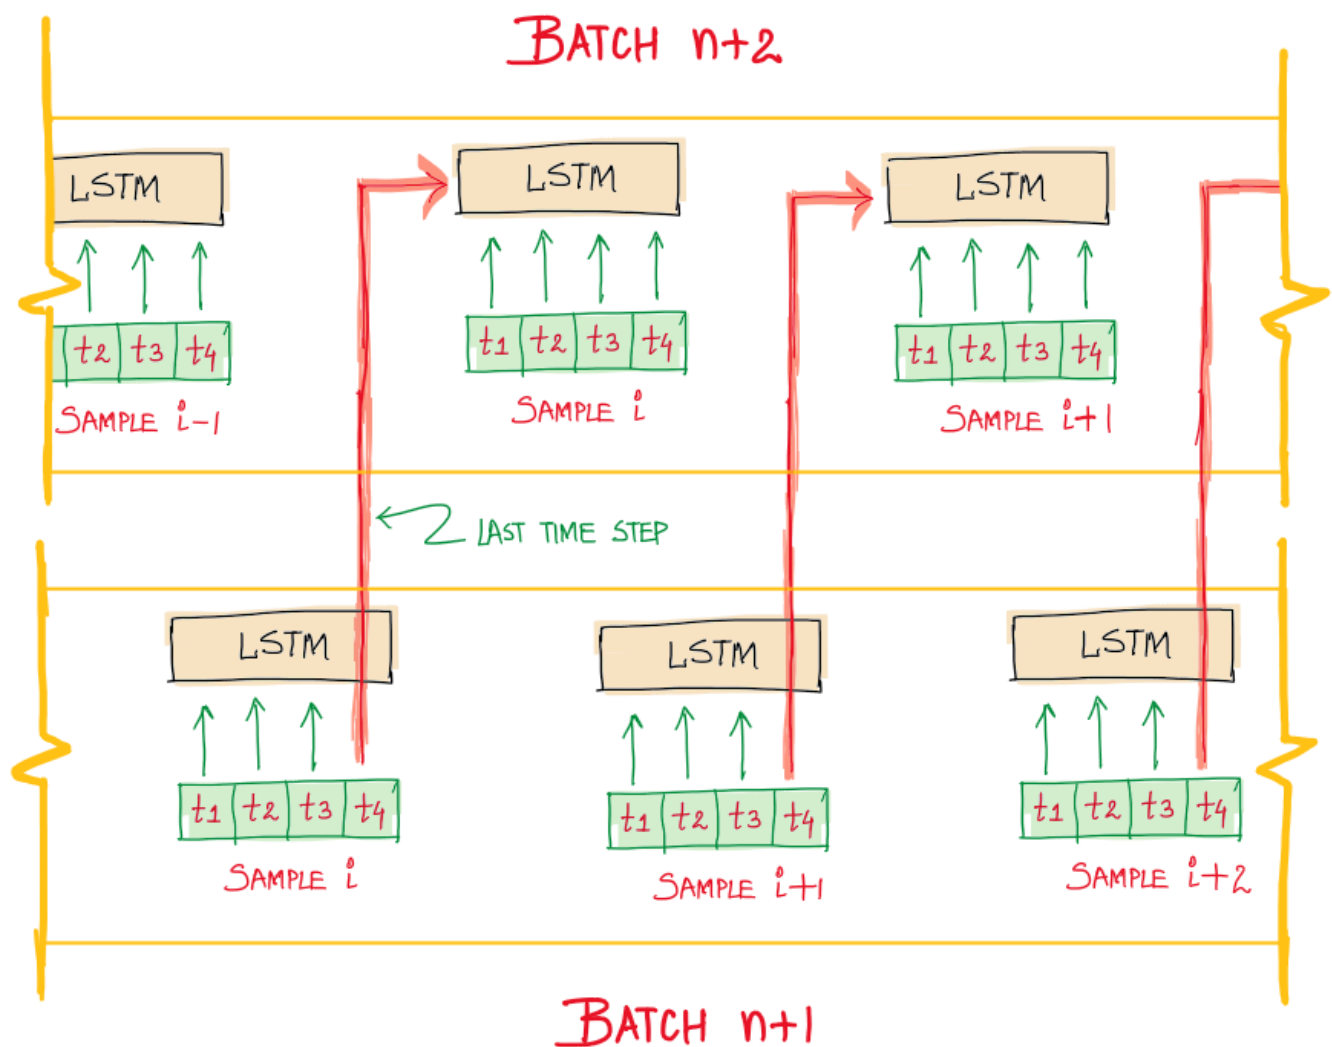 BATCH n+2
LSTM
LSTM
LSTM
t2 t3 t4
t1 t2 t3 t4
t1 t2 t3 t4
SAMPLE i-1
SAMPLE i
SAMPLE i+1
LAST TIME STEP
LSTM
LSTM
LSTM
t1 t2 t3 t4
t1 t2 t3 t4
t1 t2 t3 t4
SAMPLE i
SAMPLE i+1
SAMPLE i+2
BATCH n+1